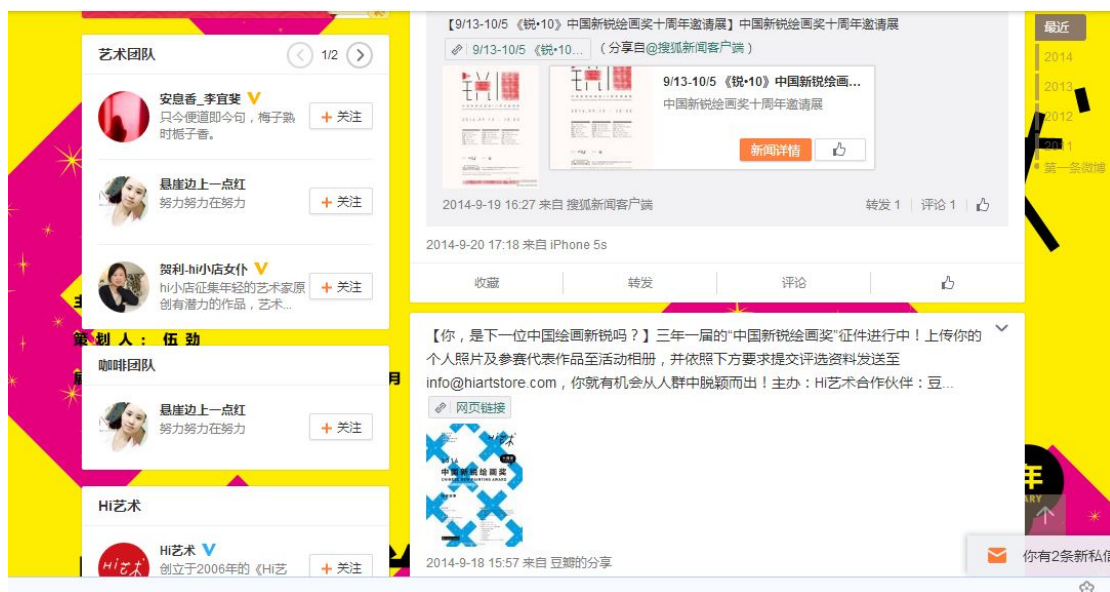 艺术团队
1/2
安息香_李宜斐
只今便道即今句，梅子熟
时栀子香。
+ 关注
悬崖边上一点红
努力努力在努力
+ 关注
贺利-hi小店女仆
hi小店征集年轻的艺术家原
创有潜力的作品，艺术...
+ 关注
策划人：伍劲
咖啡团队
悬崖边上一点红
努力努力在努力
+ 关注
月
Hi艺术
Hi艺术
Hi艺术
创立于2006年的《Hi艺
+ 关注
【9/13-10/5 《锐•10》中国新锐绘画奖十周年邀请展】中国新锐绘画奖十周年邀请展
9/13-10/5 《锐•10... （分享自@搜狐新闻客户端）
9/13-10/5 《锐•10》中国新锐绘画...
中国新锐绘画奖十周年邀请展
新闻详情
2014-9-19 16:27 来自 搜狐新闻客户端
转发 1 评论 1
2014-9-20 17:18 来自 iPhone 5s
收藏 转发 评论
【你，是下一位中国绘画新锐吗？】三年一届的“中国新锐绘画奖”征件进行中！上传你的
个人照片及参赛代表作品至活动相册，并依照下方要求提交评选资料发送至
info@hiartstore.com，你就有机会从人群中脱颖而出！主办：Hi艺术合作伙伴：豆...
网页链接
Hi艺术
2014
中国新锐绘画奖
2014-9-18 15:57 来自 豆瓣的分享
最近
2014
2013
2012
2011
第一条微博
年
你有2条新私信